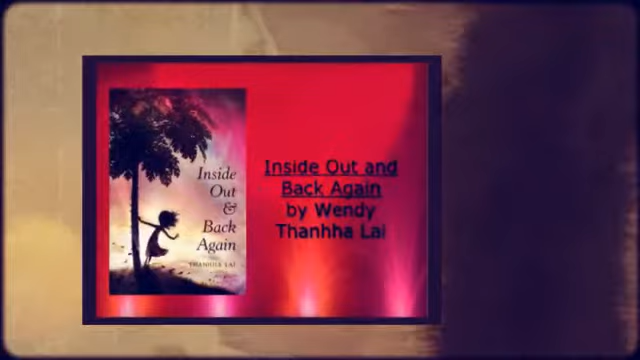 Inside
Out
&
Back
Again
THANHHA LAI
Inside Out and
Back Again
by Wendy
Thanhha Lai